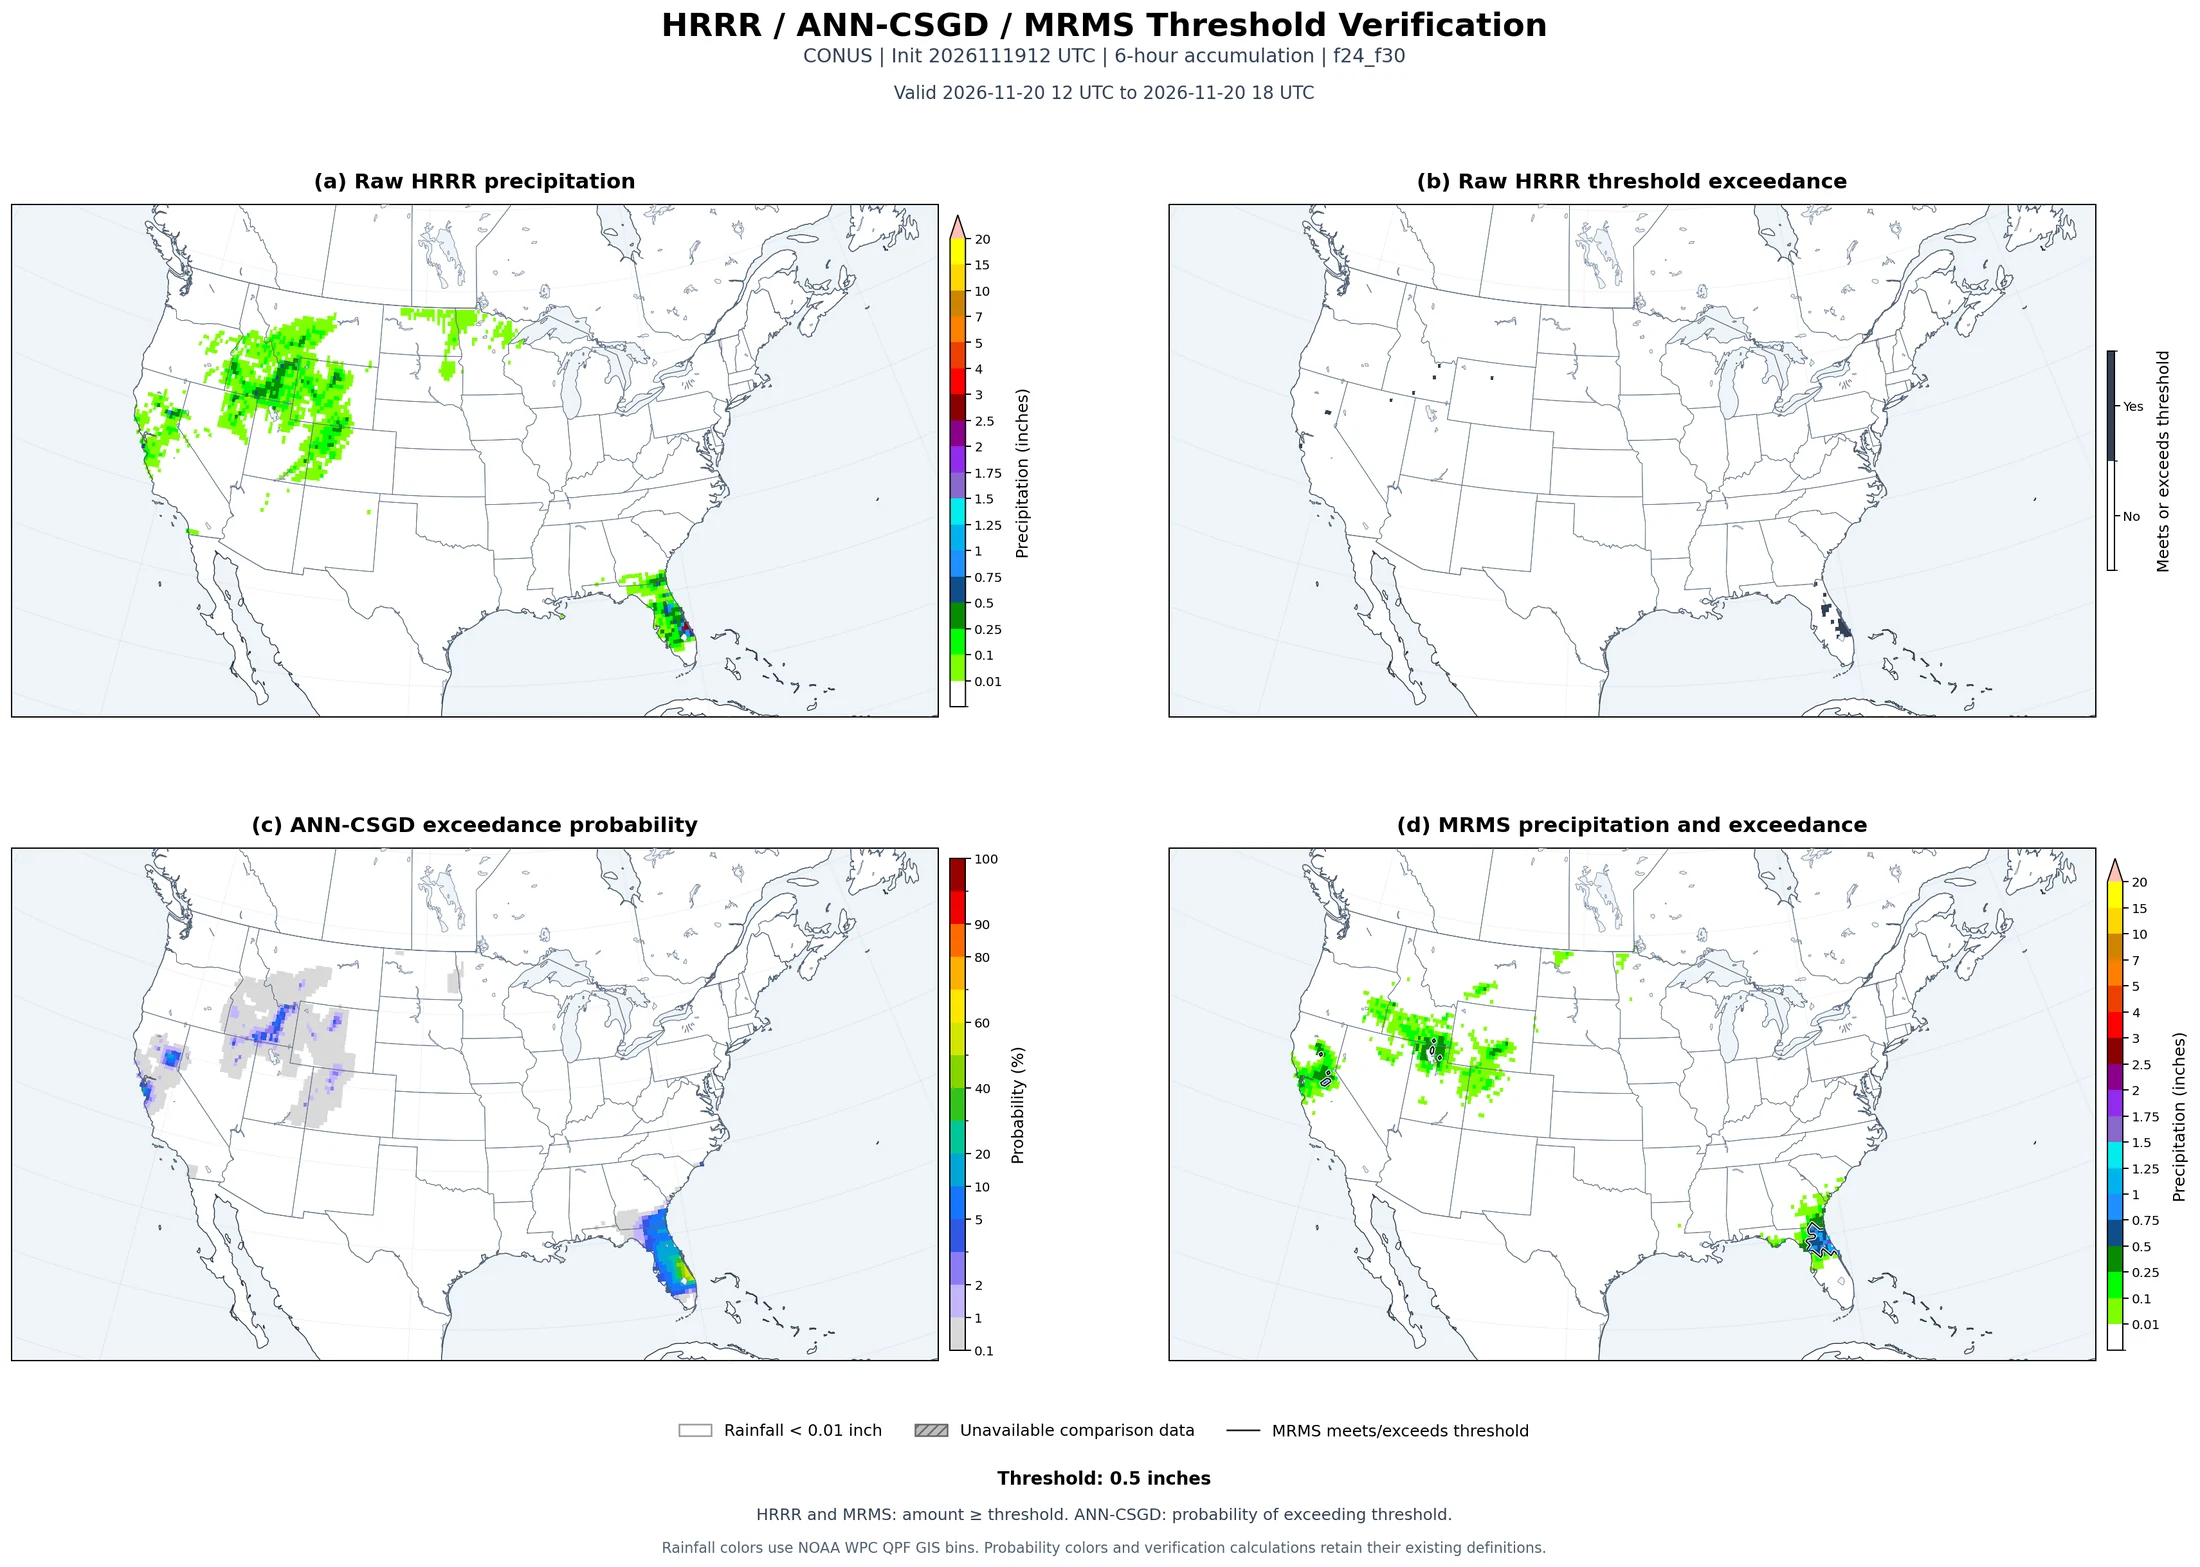 HRRR / ANN-CSGD / MRMS Threshold Verification
CONUS | Init 2026111912 UTC | 6-hour accumulation | f24_f30
Valid 2026-11-20 12 UTC to 2026-11-20 18 UTC
(a) Raw HRRR precipitation
20
15
10
7
5
4
3
2.5
2
1.75
1.5
1.25
1
0.75
0.5
0.25
0.1
0.01
Precipitation (inches)
(b) Raw HRRR threshold exceedance
Yes
No
Meets or exceeds threshold
(c) ANN-CSGD exceedance probability
100
90
80
60
40
20
10
5
2
1
0.1
Probability (%)
(d) MRMS precipitation and exceedance
20
15
10
7
5
4
3
2.5
2
1.75
1.5
1.25
1
0.75
0.5
0.25
0.1
0.01
Precipitation (inches)
Rainfall < 0.01 inch
Unavailable comparison data
MRMS meets/exceeds threshold
Threshold: 0.5 inches
HRRR and MRMS: amount ≥ threshold. ANN-CSGD: probability of exceeding threshold.
Rainfall colors use NOAA WPC QPF GIS bins. Probability colors and verification calculations retain their existing definitions.